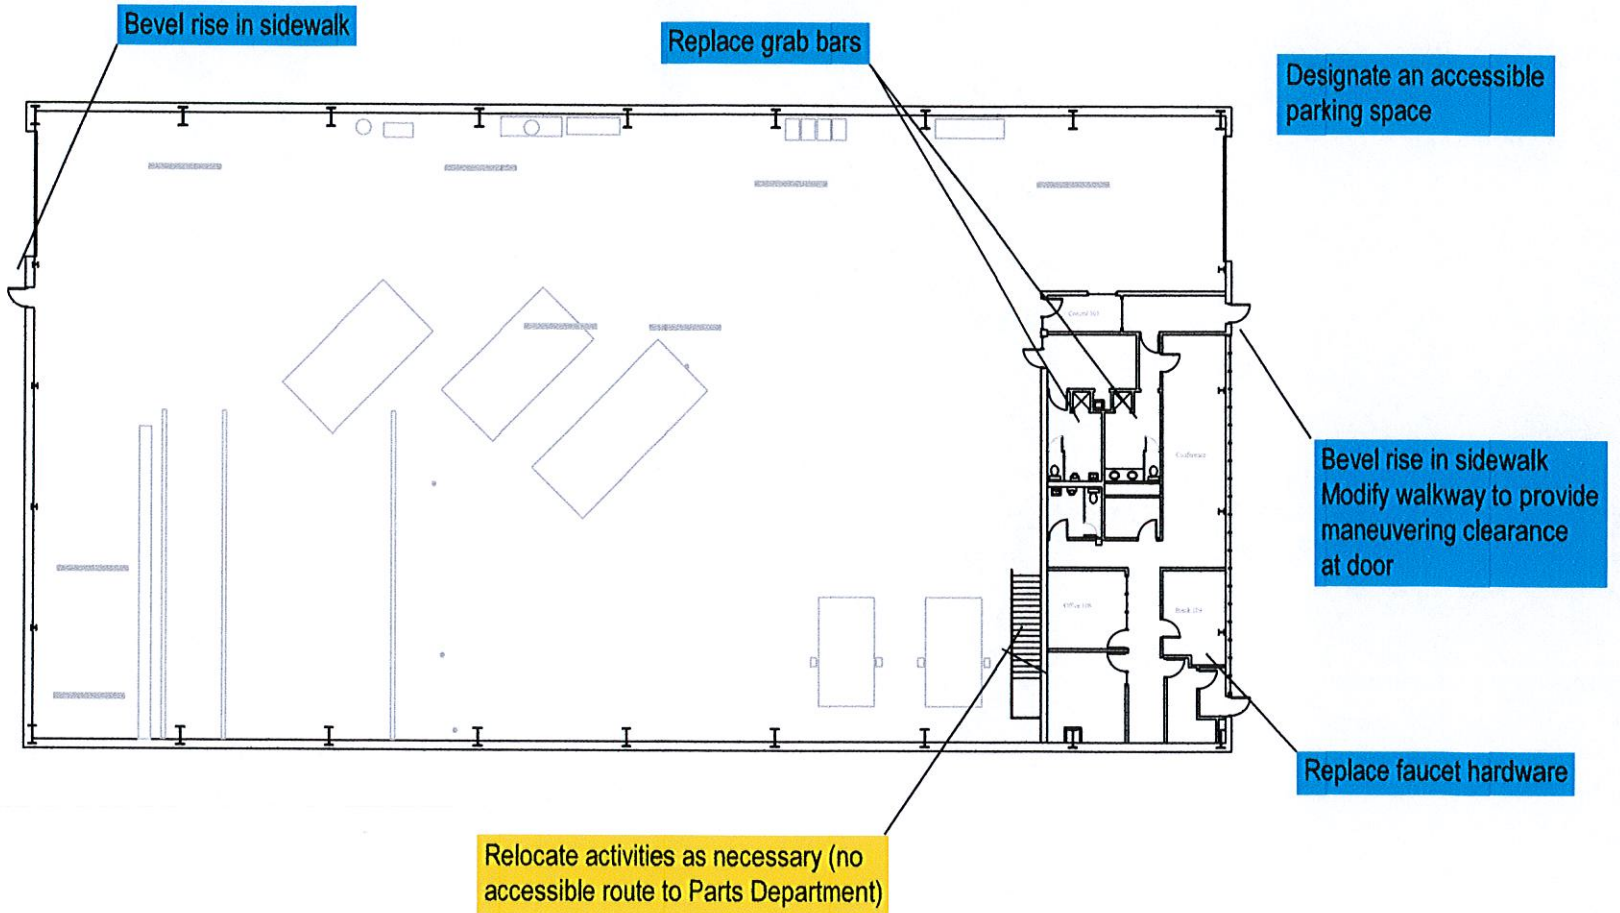 Bevel rise in sidewalk
Replace grab bars
Designate an accessible
parking space
Bevel rise in sidewalk
Modify walkway to provide
maneuvering clearance
at door
Replace faucet hardware
Relocate activities as necessary (no
accessible route to Parts Department)